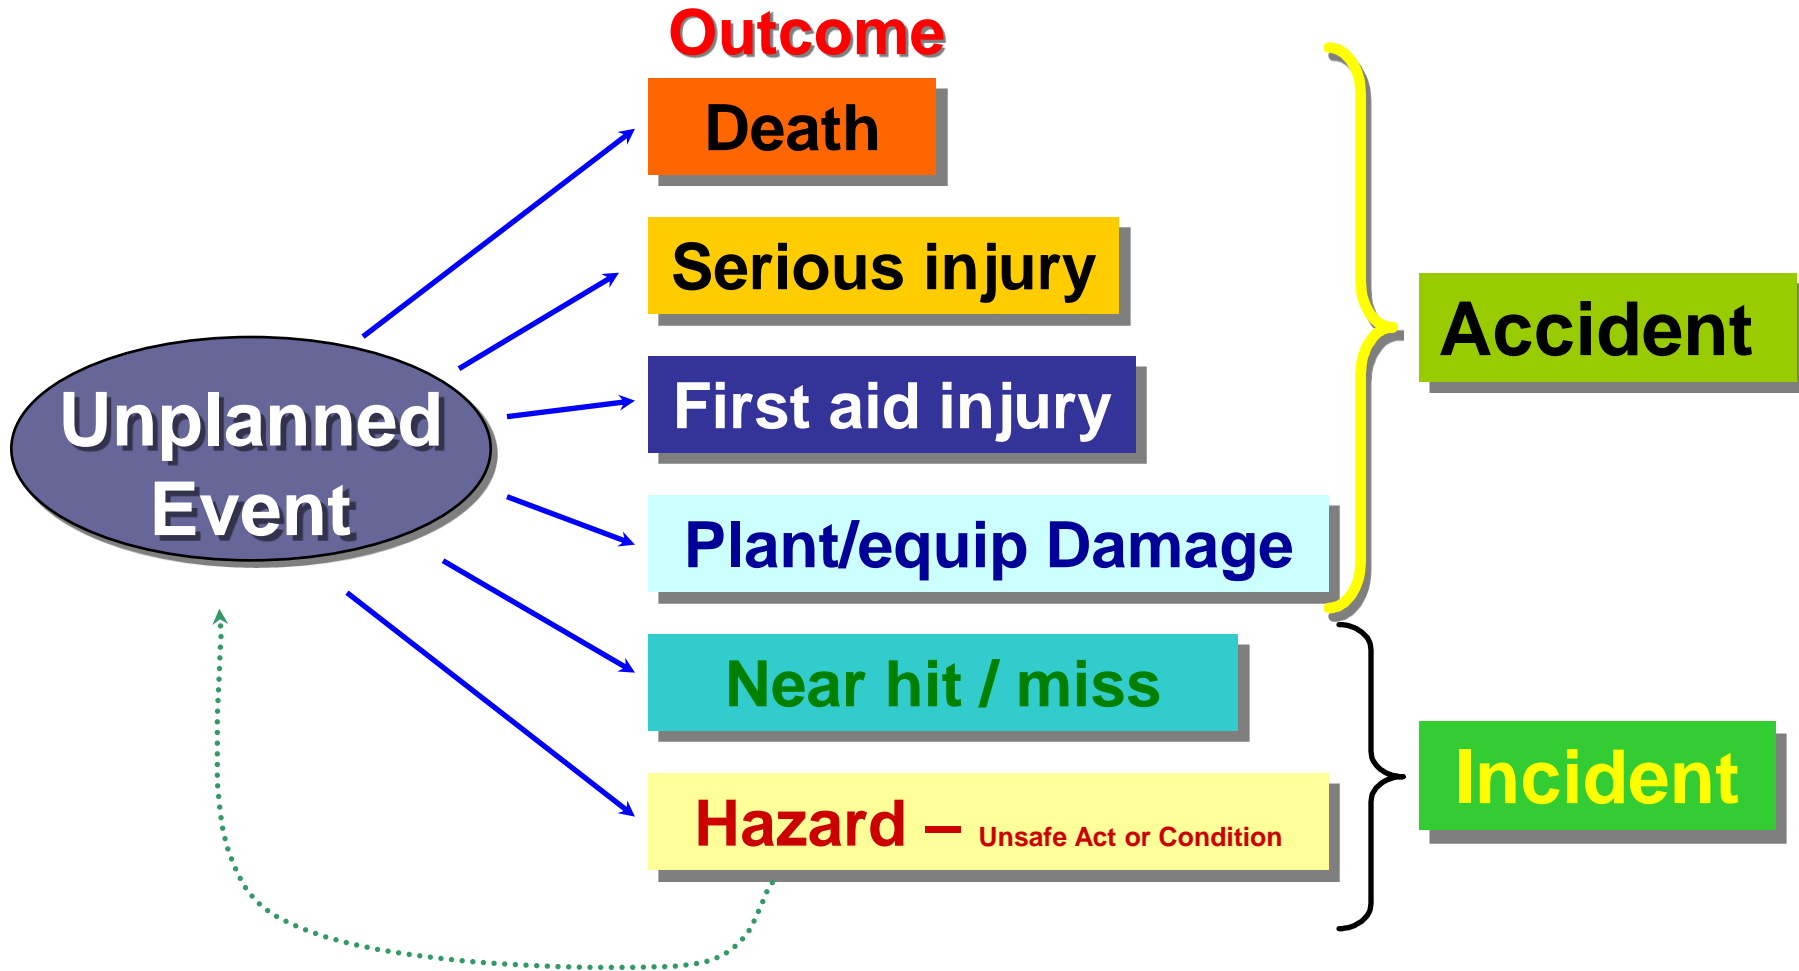 Outcome
Death
Serious injury
First aid injury
Plant/equip Damage
Near hit / miss
Hazard – Unsafe Act or Condition
Unplanned
Event
Accident
Incident